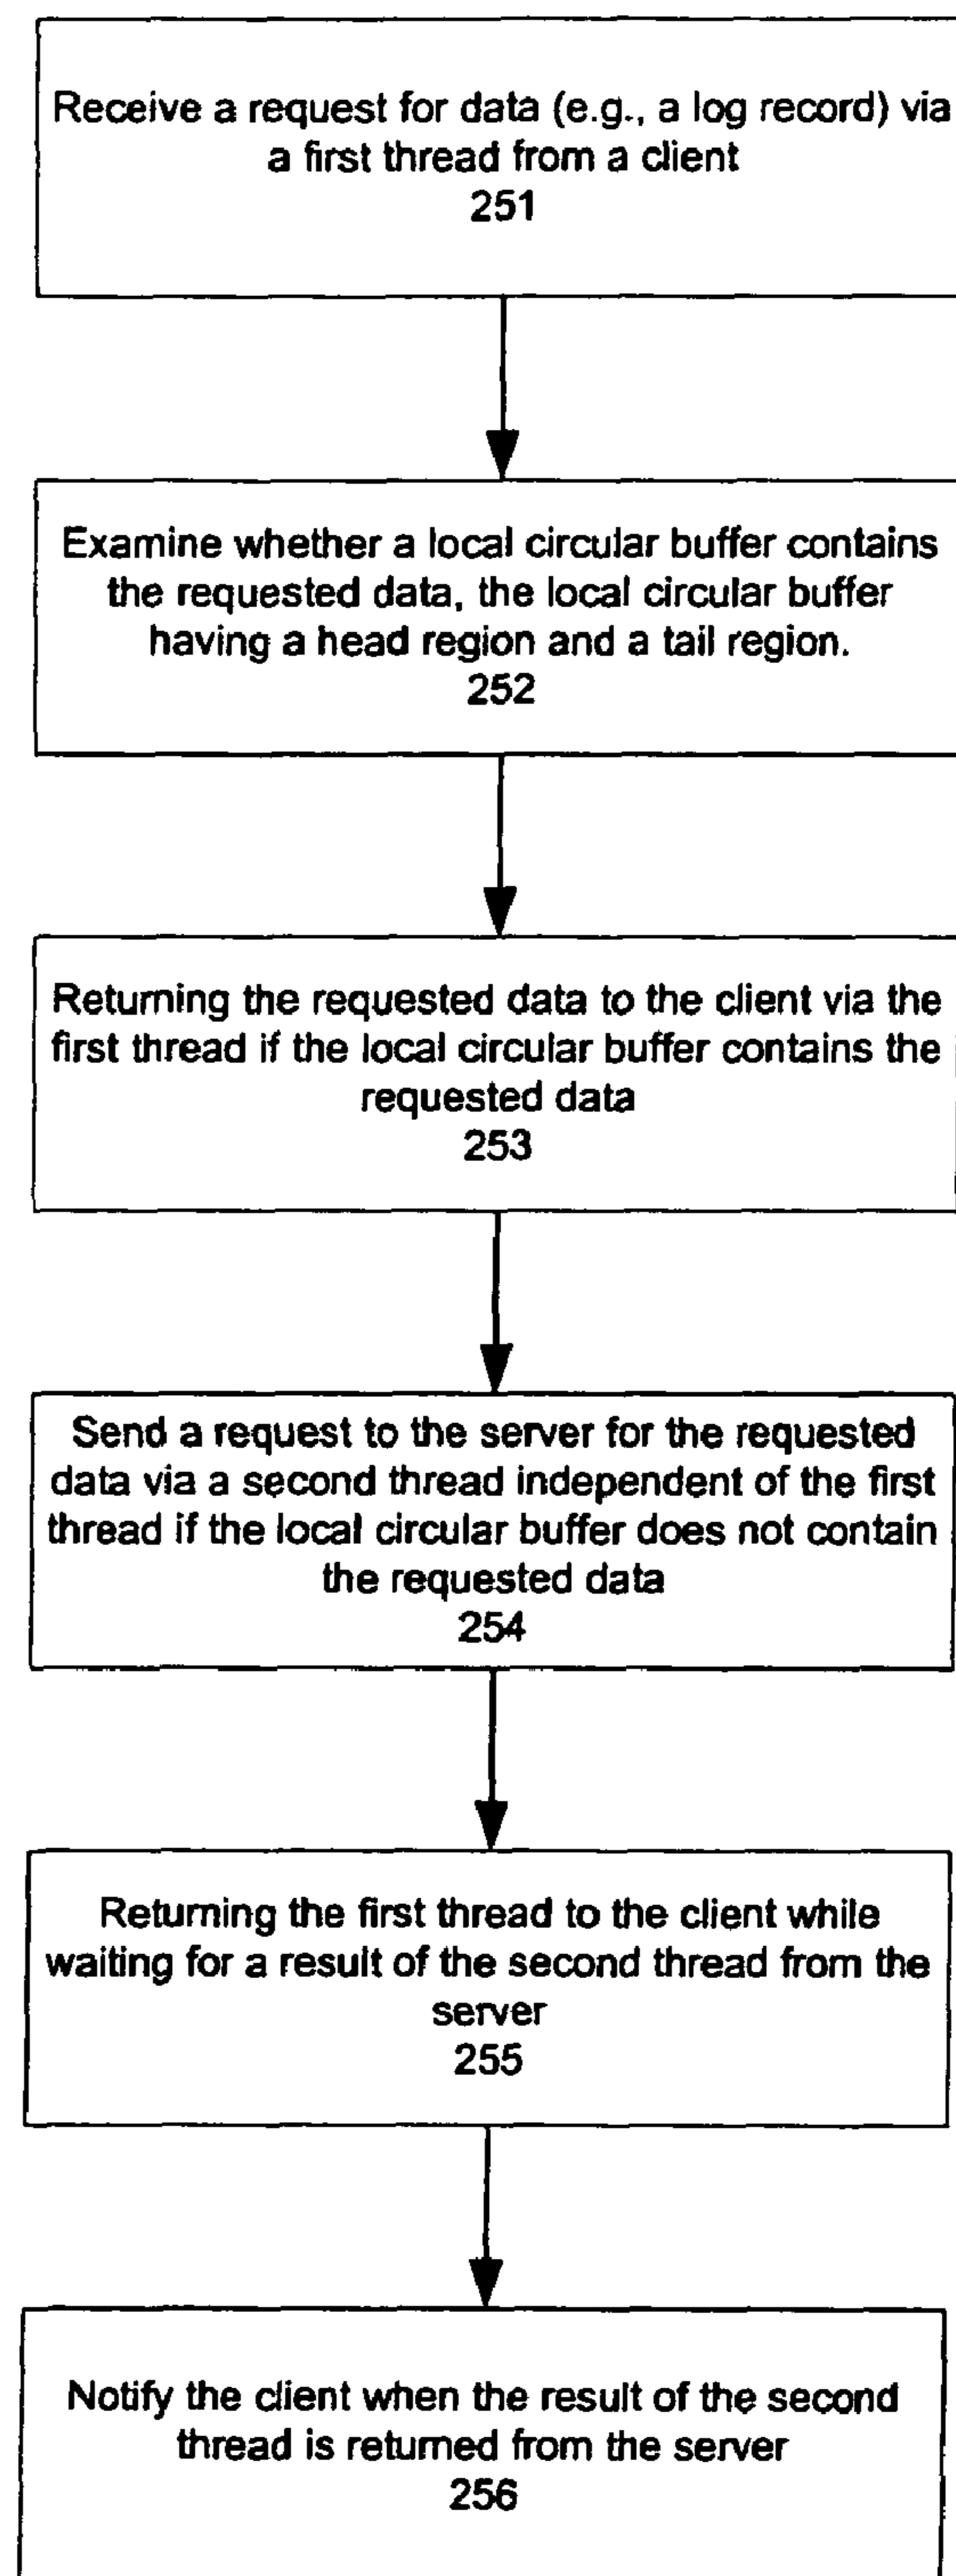 Receive a request for data (e.g., a log record) via
a first thread from a client
251
Examine whether a local circular buffer contains
the requested data, the local circular buffer
having a head region and a tail region.
252
Returning the requested data to the client via the
first thread if the local circular buffer contains the
requested data
253
Send a request to the server for the requested
data via a second thread independent of the first
thread if the local circular buffer does not contain
the requested data
254
Returning the first thread to the client while
waiting for a result of the second thread from the
server
255
Notify the client when the result of the second
thread is returned from the server
256